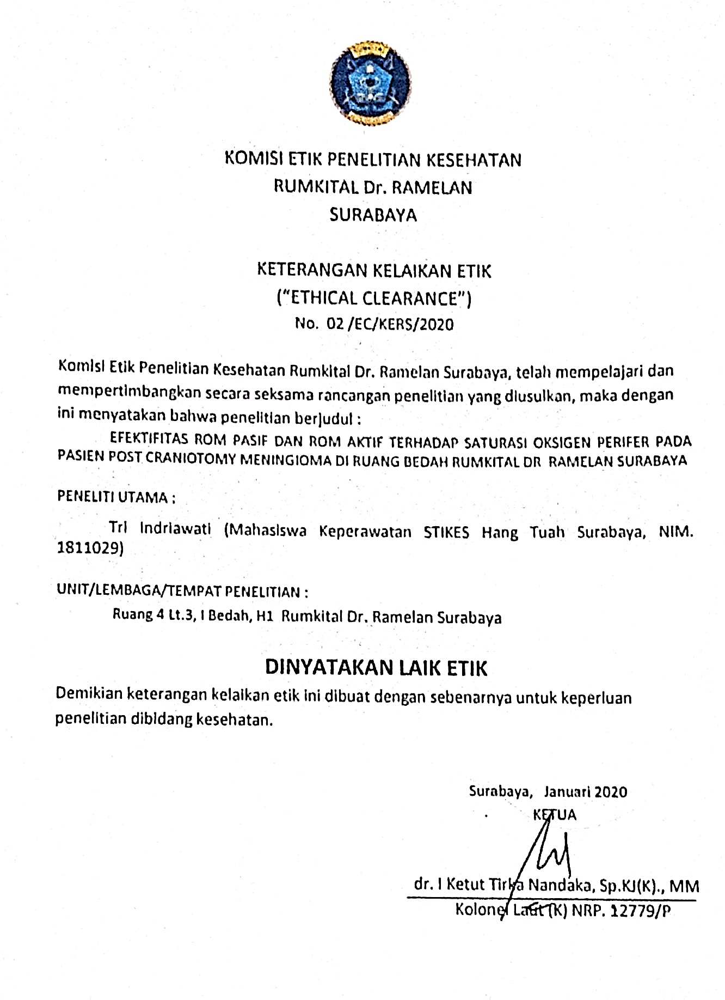 KOMISI ETIK PENELITIAN KESEHATAN
RUMKITAL Dr. RAMELAN
SURABAYA
KETERANGAN KELAIKAN ETIK
("ETHICAL CLEARANCE")
No. 02 /EC/KERS/2020
Komisi Etik Penelitian Kesehatan Rumkital Dr. Ramelan Surabaya, telah mempelajari dan
mempertimbangkan secara seksama rancangan penelitian yang diusulkan, maka dengan
ini menyatakan bahwa penelitian berjudul :
EFEKTIFITAS ROM PASIF DAN ROM AKTIF TERHADAP SATURASI OKSIGEN PERIFER PADA
PASIEN POST CRANIOTOMY MENINGIOMA DI RUANG BEDAH RUMKITAL DR RAMELAN SURABAYA
PENELITI UTAMA :
Tri Indriawati (Mahasiswa Keperawatan STIKES Hang Tuah Surabaya, NIM.
1811029)
UNIT/LEMBAGA/TEMPAT PENELITIAN :
Ruang 4 Lt.3, I Bedah, H1 Rumkital Dr. Ramelan Surabaya
DINYATAKAN LAIK ETIK
Demikian keterangan kelaikan etik ini dibuat dengan sebenarnya untuk keperluan
penelitian dibidang kesehatan.
Surabaya, Januari 2020
KETUA
dr. I Ketut Tirka Nandaka, Sp.KJ(K)., MM
Kolonel Laut (K) NRP. 12779/P